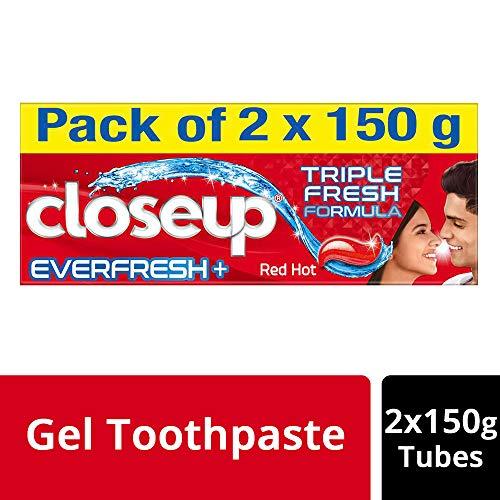 Pack of 2 x 150 g
closeup®
TRIPLE
FRESH
FORMULA
EVERFRESH +
Red Hot
Gel Toothpaste
2x150g
Tubes